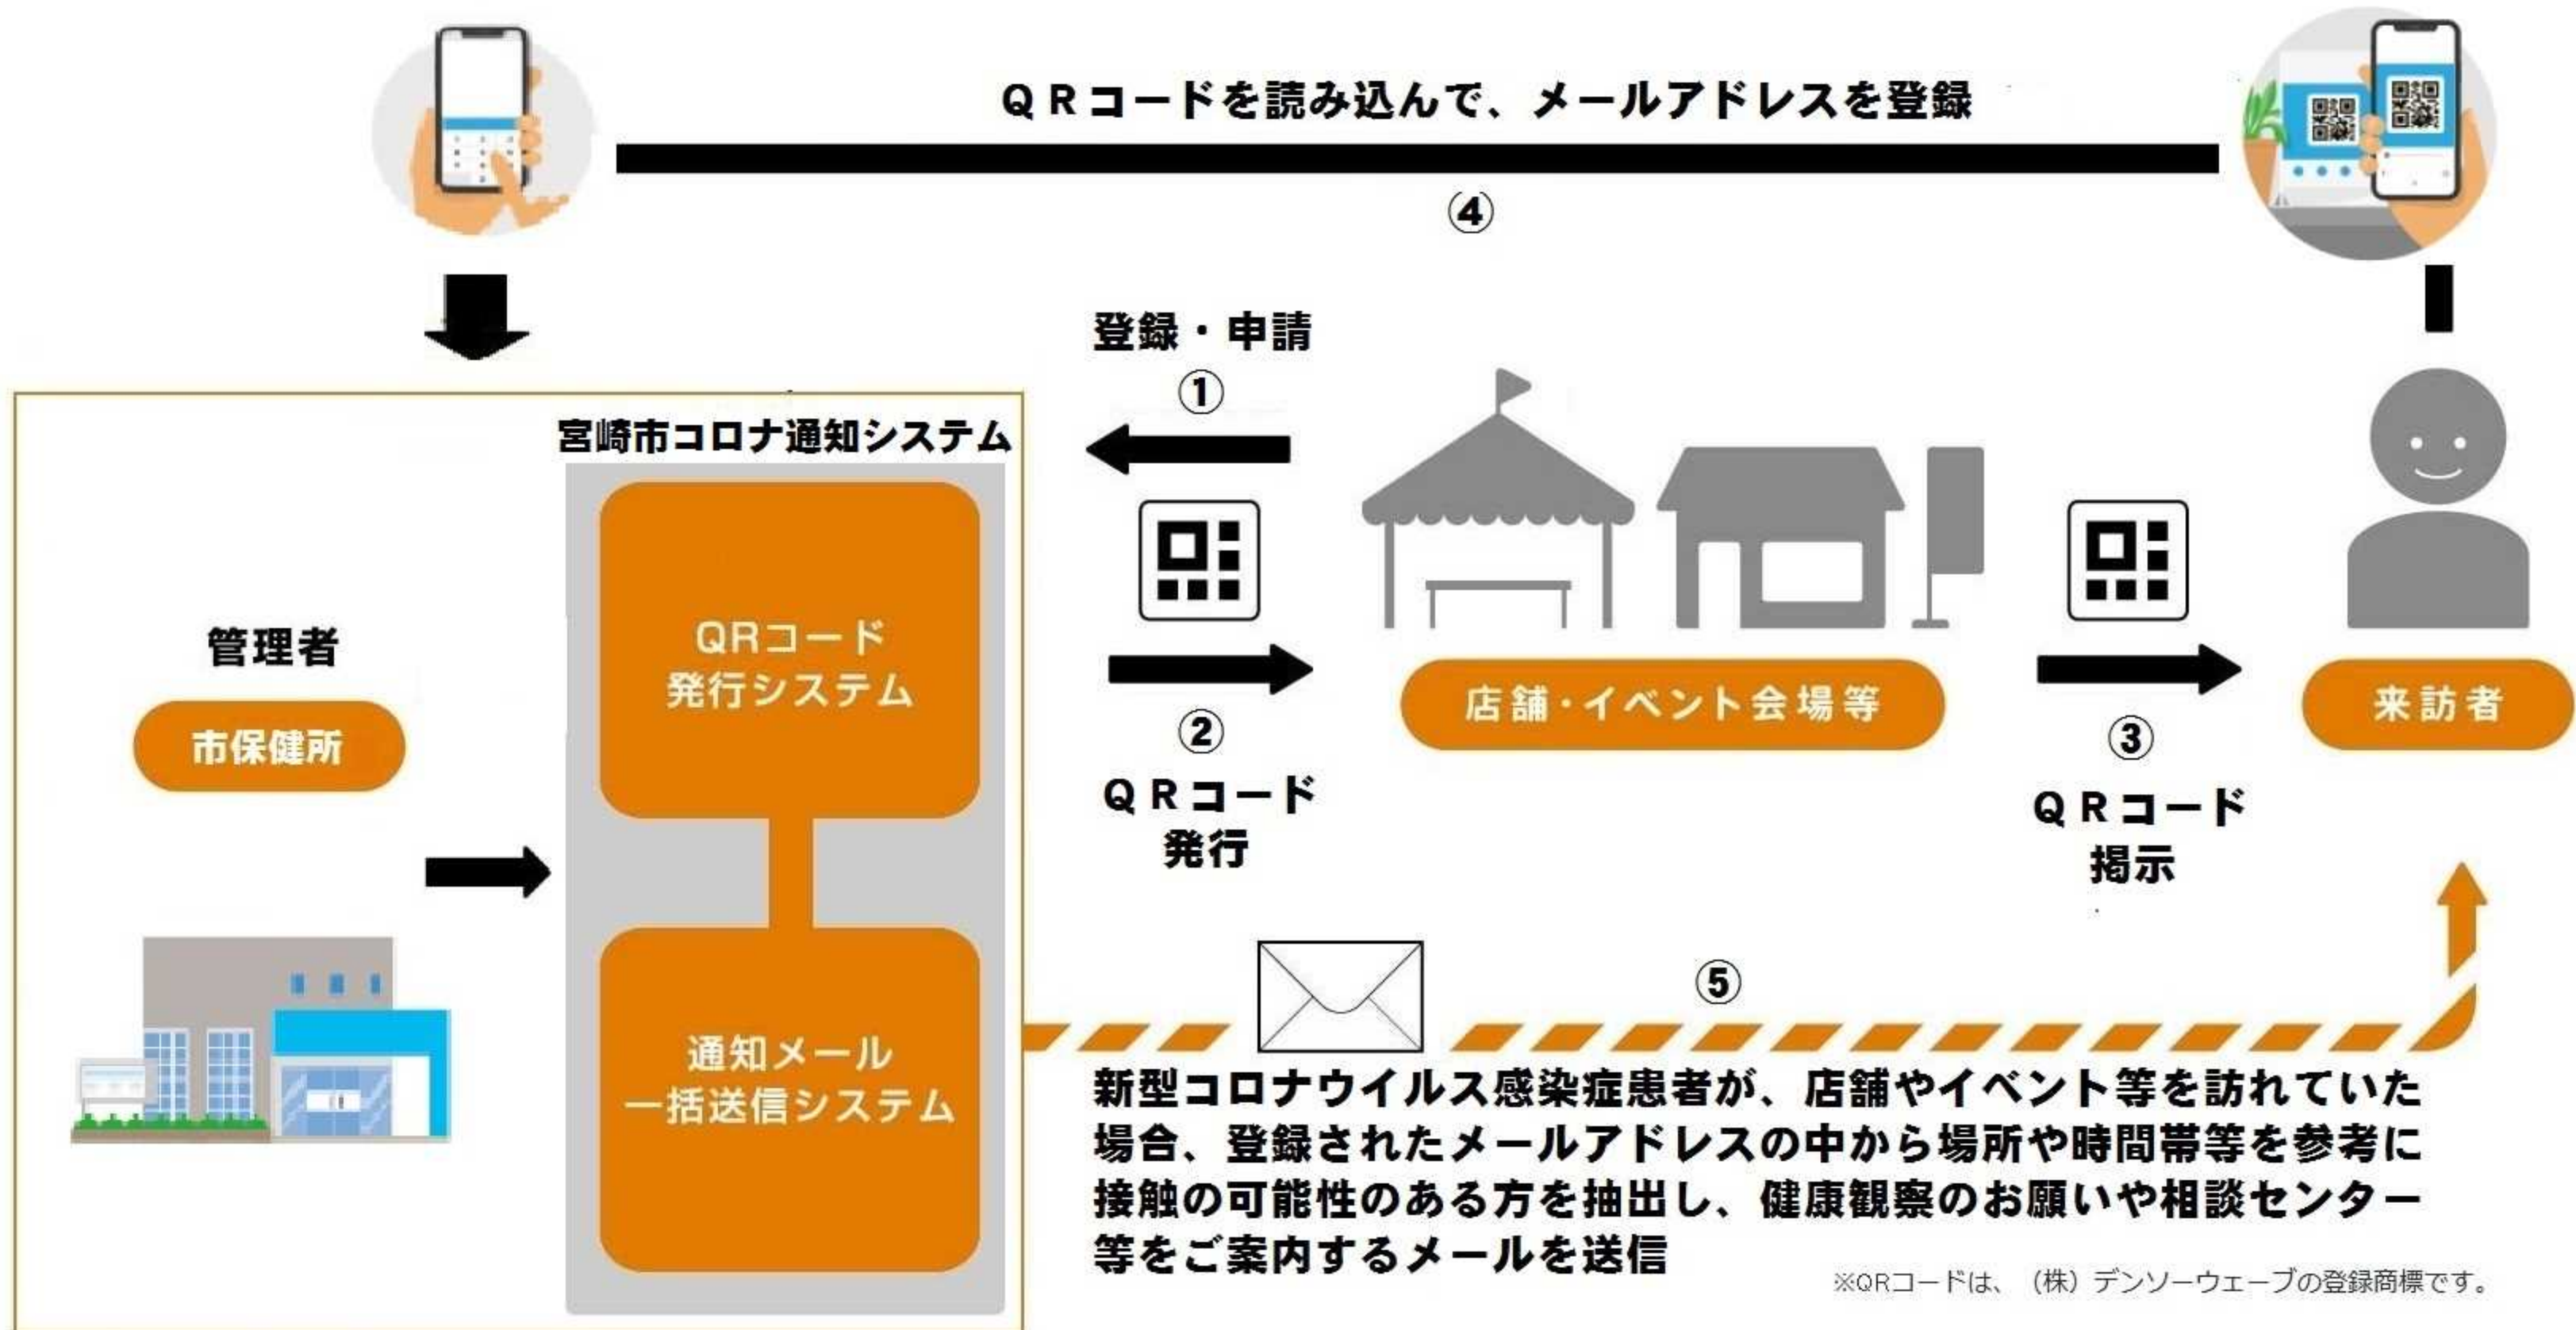 ＱＲコードを読み込んで、メールアドレスを登録
④
登録・申請
①
宮崎市コロナ通知システム
管理者
市保健所
QRコード
発行システム
通知メール
一括送信システム
②
ＱＲコード
発行
店舗・イベント会場等
③
ＱＲコード
掲示
来訪者
⑤
新型コロナウイルス感染症患者が、店舗やイベント等を訪れていた
場合、登録されたメールアドレスの中から場所や時間帯等を参考に
接触の可能性のある方を抽出し、健康観察のお願いや相談センター
等をご案内するメールを送信
※QRコードは、（株）デンソーウェーブの登録商標です。